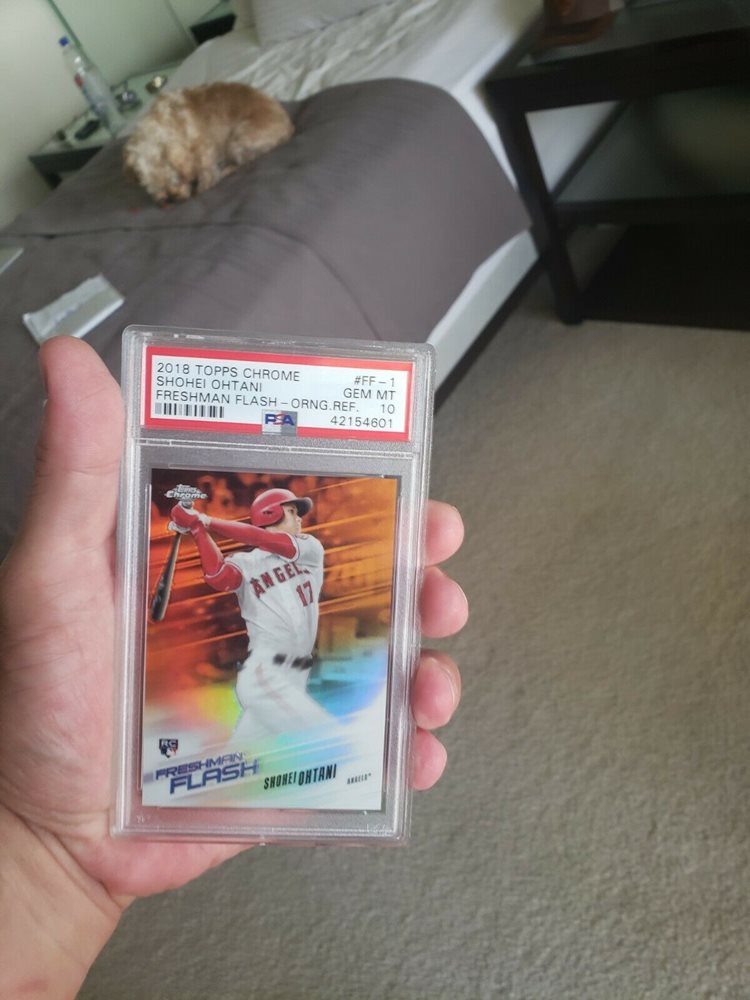 2018 TOPPS CHROME #FF-1
SHOHEI OHTANI GEM MT
FRESHMAN FLASH-ORNG.REF. 10
PSA 42154601
Topps
Chrome
ANGELS
17
RC
FRESHMAN
FLASH
SHOHEI OHTANI
ANGELS